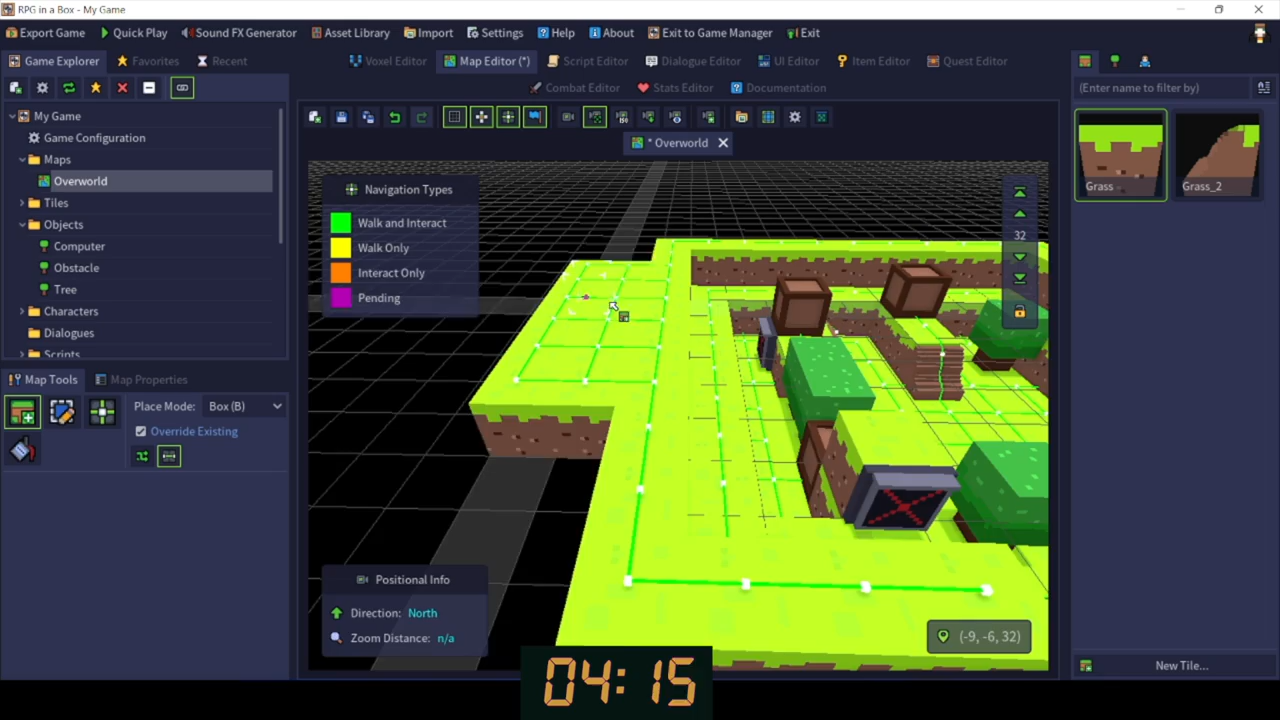 RPG in a Box - My Game
Export Game Quick Play Sound FX Generator Asset Library Import Settings Help About Exit to Game Manager Exit
Game Explorer Favorites Recent
Voxel Editor Map Editor (*) Script Editor Dialogue Editor UI Editor Item Editor Quest Editor
Combat Editor Stats Editor Documentation
(Enter name to filter by)
My Game
Game Configuration
Maps
Overworld
Tiles
Objects
Computer
Obstacle
Tree
Characters
Dialogues
Scripts
* Overworld
Navigation Types
Walk and Interact
Walk Only
Interact Only
Pending
32
Grass
Grass_2
Map Tools Map Properties
Place Mode: Box (B)
Override Existing
Positional Info
Direction: North
Zoom Distance: n/a
(-9, -6, 32)
New Tile...
04:15